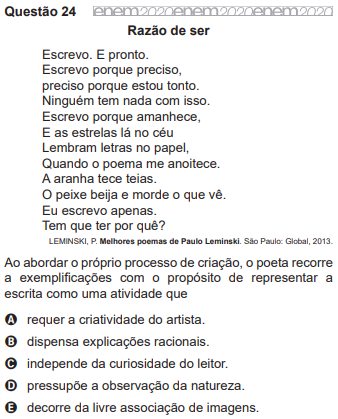 Questão 24 enem2020enem2020enem2020
Razão de ser
Escrevo. E pronto.
Escrevo porque preciso,
preciso porque estou tonto.
Ninguém tem nada com isso.
Escrevo porque amanhece,
E as estrelas lá no céu
Lembram letras no papel,
Quando o poema me anoitece.
A aranha tece teias.
O peixe beija e morde o que vê.
Eu escrevo apenas.
Tem que ter por quê?
LEMINSKI, P. Melhores poemas de Paulo Leminski. São Paulo: Global, 2013.
Ao abordar o próprio processo de criação, o poeta recorre
a exemplificações com o propósito de representar a
escrita como uma atividade que
A requer a criatividade do artista.
B dispensa explicações racionais.
C independe da curiosidade do leitor.
D pressupõe a observação da natureza.
E decorre da livre associação de imagens.